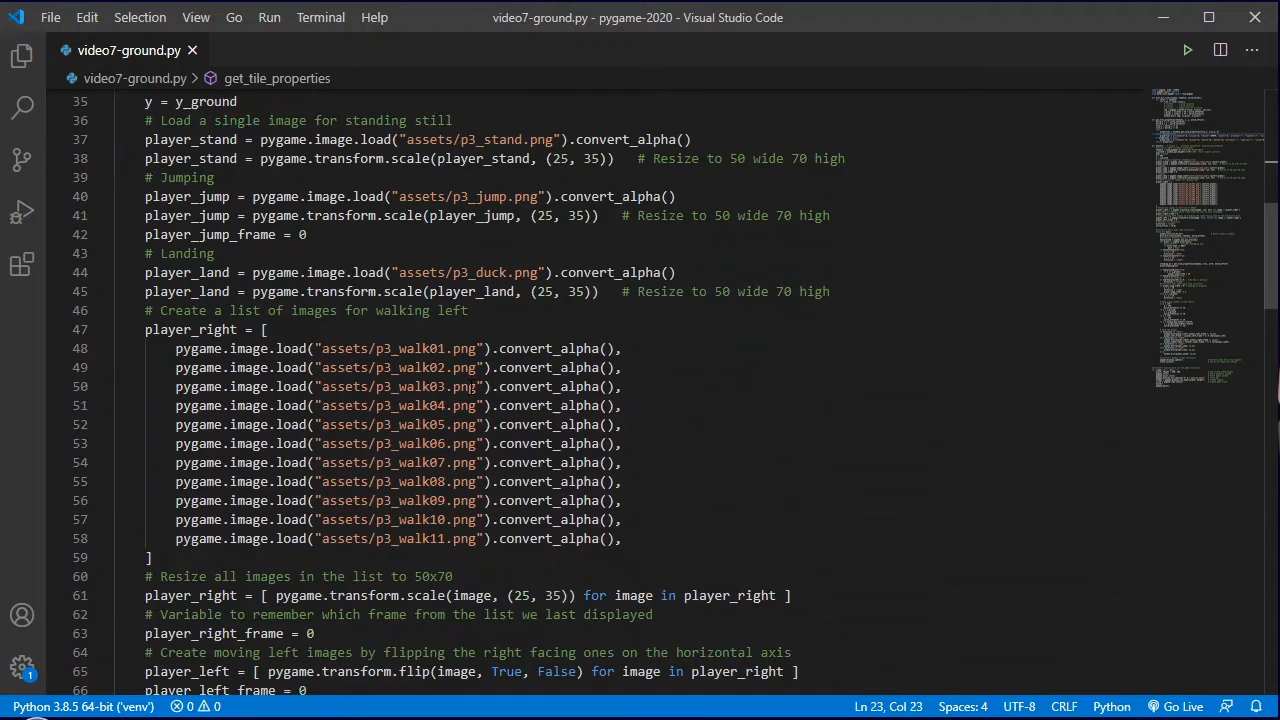 File Edit Selection View Go Run Terminal Help video7-ground.py - pygame-2020 - Visual Studio Code
video7-ground.py
video7-ground.py > get_tile_properties
35 y = y_ground
36 # Load a single image for standing still
37 player_stand = pygame.image.load("assets/p3_stand.png").convert_alpha()
38 player_stand = pygame.transform.scale(player_stand, (25, 35)) # Resize to 50 wide 70 high
39 # Jumping
40 player_jump = pygame.image.load("assets/p3_jump.png").convert_alpha()
41 player_jump = pygame.transform.scale(player_jump, (25, 35)) # Resize to 50 wide 70 high
42 player_jump_frame = 0
43 # Landing
44 player_land = pygame.image.load("assets/p3_duck.png").convert_alpha()
45 player_land = pygame.transform.scale(player_land, (25, 35)) # Resize to 50 wide 70 high
46 # Create a list of images for walking left
47 player_right = [
48 pygame.image.load("assets/p3_walk01.png").convert_alpha(),
49 pygame.image.load("assets/p3_walk02.png").convert_alpha(),
50 pygame.image.load("assets/p3_walk03.png").convert_alpha(),
51 pygame.image.load("assets/p3_walk04.png").convert_alpha(),
52 pygame.image.load("assets/p3_walk05.png").convert_alpha(),
53 pygame.image.load("assets/p3_walk06.png").convert_alpha(),
54 pygame.image.load("assets/p3_walk07.png").convert_alpha(),
55 pygame.image.load("assets/p3_walk08.png").convert_alpha(),
56 pygame.image.load("assets/p3_walk09.png").convert_alpha(),
57 pygame.image.load("assets/p3_walk10.png").convert_alpha(),
58 pygame.image.load("assets/p3_walk11.png").convert_alpha(),
59 ]
60 # Resize all images in the list to 50x70
61 player_right = [ pygame.transform.scale(image, (25, 35)) for image in player_right ]
62 # Variable to remember which frame from the list we last displayed
63 player_right_frame = 0
64 # Create moving left images by flipping the right facing ones on the horizontal axis
65 player_left = [ pygame.transform.flip(image, True, False) for image in player_right ]
66 player_left_frame = 0
1
Python 3.8.5 64-bit ('venv') 0 0 Ln 23, Col 23 Spaces: 4 UTF-8 CRLF Python Go Live